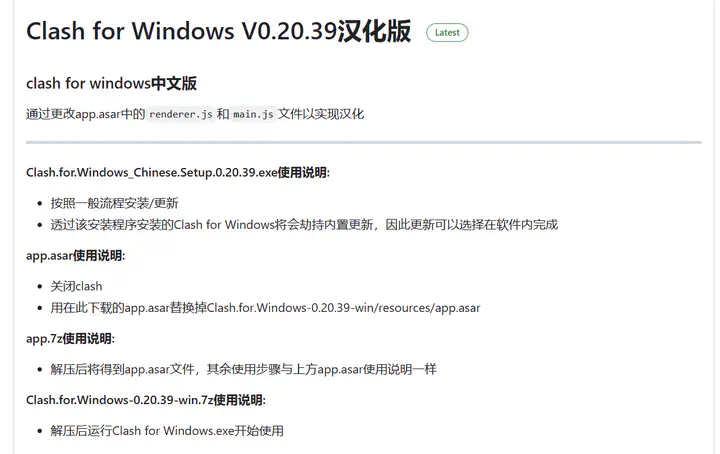 Clash for Windows V0.20.39汉化版 Latest
clash for windows中文版
通过更改app.asar中的 renderer.js 和 main.js 文件以实现汉化
Clash.for.Windows_Chinese.Setup.0.20.39.exe使用说明:
按照一般流程安装/更新
透过该安装程序安装的Clash for Windows将会劫持内置更新，因此更新可以选择在软件内完成
app.asar使用说明:
关闭clash
用在此下载的app.asar替换掉Clash.for.Windows-0.20.39-win/resources/app.asar
app.7z使用说明:
解压后将得到app.asar文件，其余使用步骤与上方app.asar使用说明一样
Clash.for.Windows-0.20.39-win.7z使用说明:
解压后运行Clash for Windows.exe开始使用